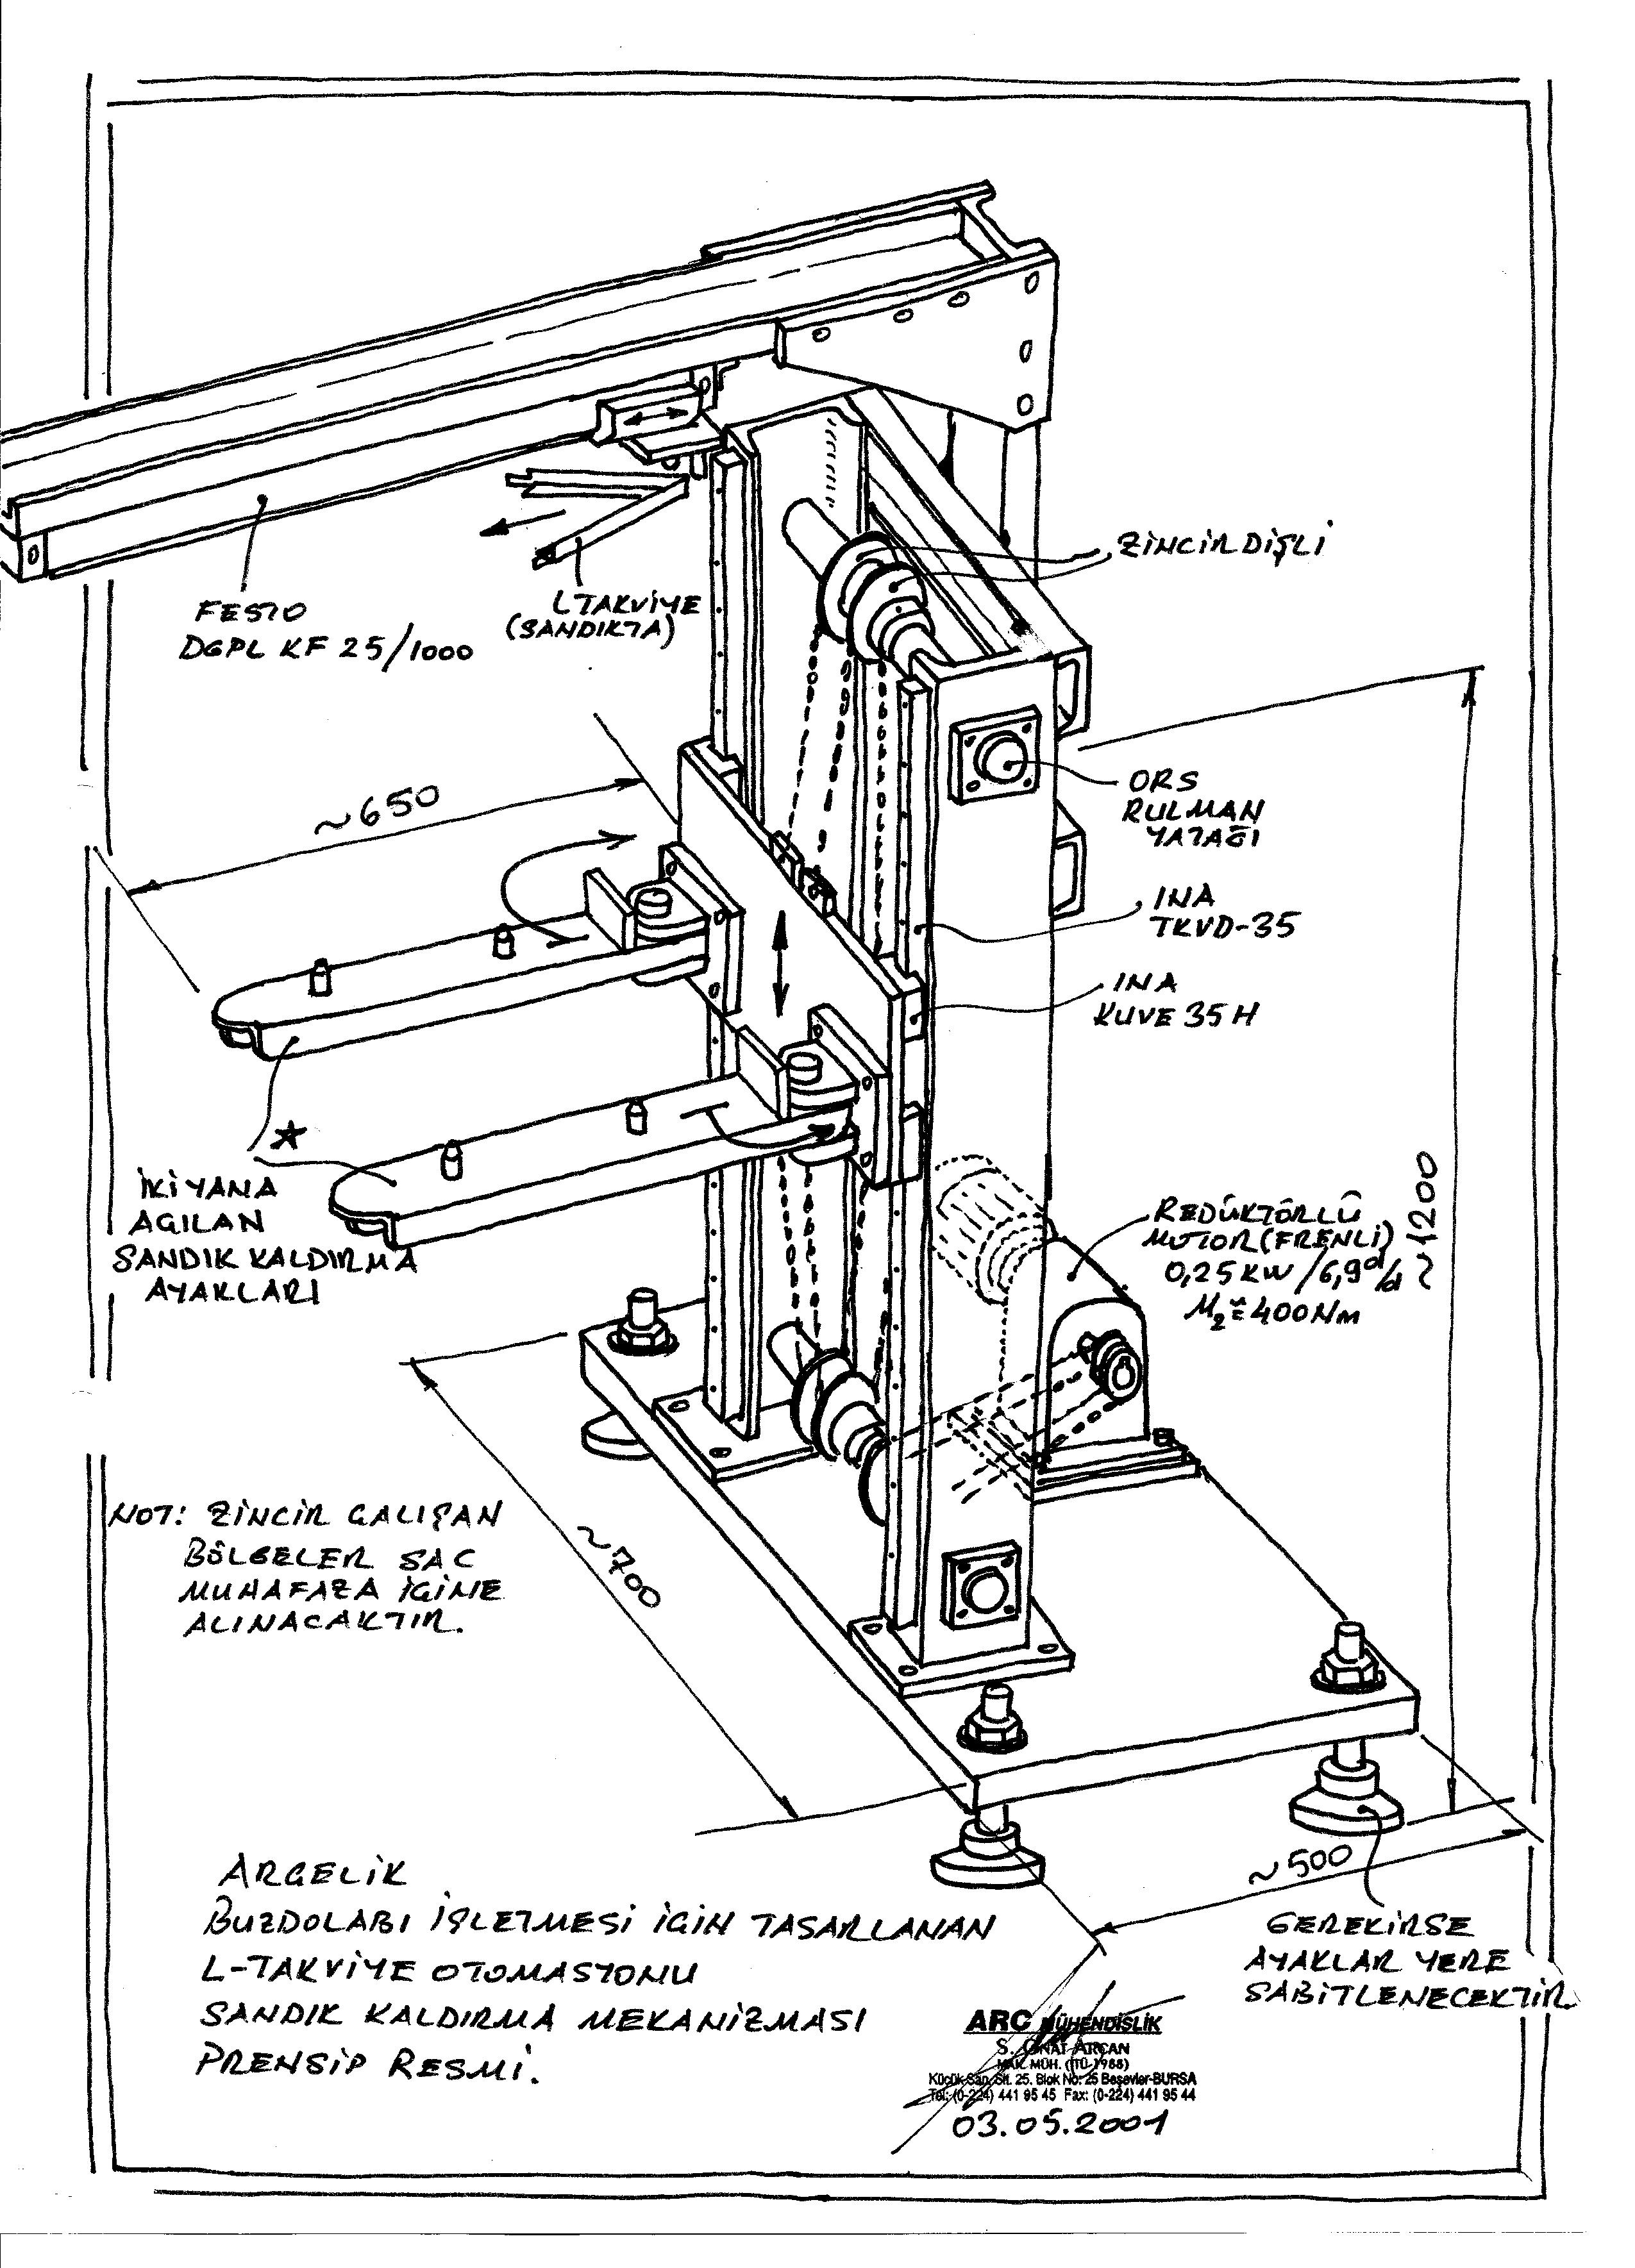 FESTO
DGPL KF 25/1000
L TAKVİYE
(SANDIKTA)
ZİNCİR DİŞLİ
~650
ORS
RULMAN
YATAĞI
INA
TKVD-35
INA
KUVE 35 H
İKİ YANA
AÇILAN
SANDIK KALDIRMA
AYAKLARI
REDÜKTÖRLÜ
MOTOR (FRENLİ)
0,25 KW / 6,9 d/d
M2 ≅ 400 Nm
~1200
NOT: ZİNCİR ÇALIŞAN
BÖLGELER SAC
MUHAFAZA İÇİNE
ALINACAKTIR.
~700
~500
GEREKİRSE
AYAKLAR YERE
SABİTLENECEKTİR.
ARÇELİK
BUZDOLABI İŞLETMESİ İÇİN TASARLANAN
L-TAKVİYE OTOMASYONU
SANDIK KALDIRMA MEKANİZMASI
PRENSİP RESMİ.
ARC MÜHENDİSLİK
S. ONAT ARCAN
MAK. MÜH. (İTÜ-1988)
Küçük San. Sit. 25. Blok No: 25 Beşevler-BURSA
Tel: (0-224) 441 95 45 Fax: (0-224) 441 95 44
03.05.2001